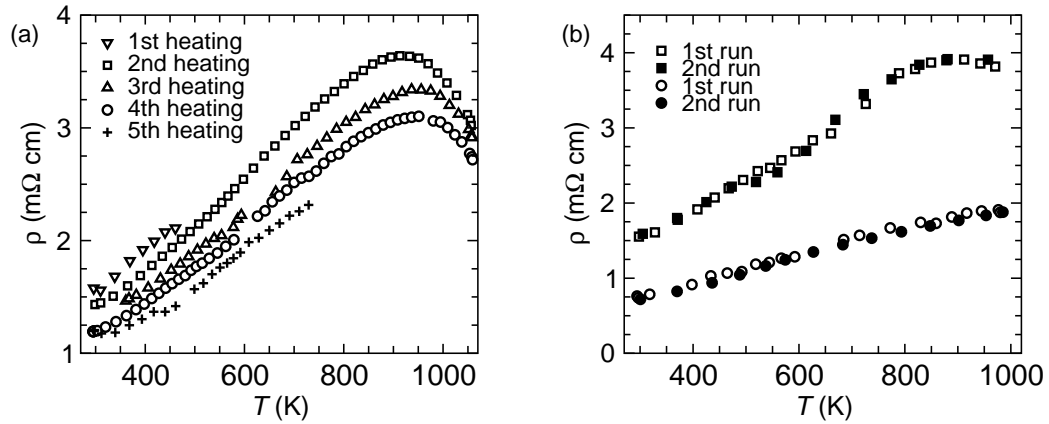 (a)
4
3
2
1
ρ (mΩ cm)
1st heating
2nd heating
3rd heating
4th heating
5th heating
400 600 800 1000
T (K)
(b)
4
3
2
1
0
ρ (mΩ cm)
1st run
2nd run
1st run
2nd run
400 600 800 1000
T (K)